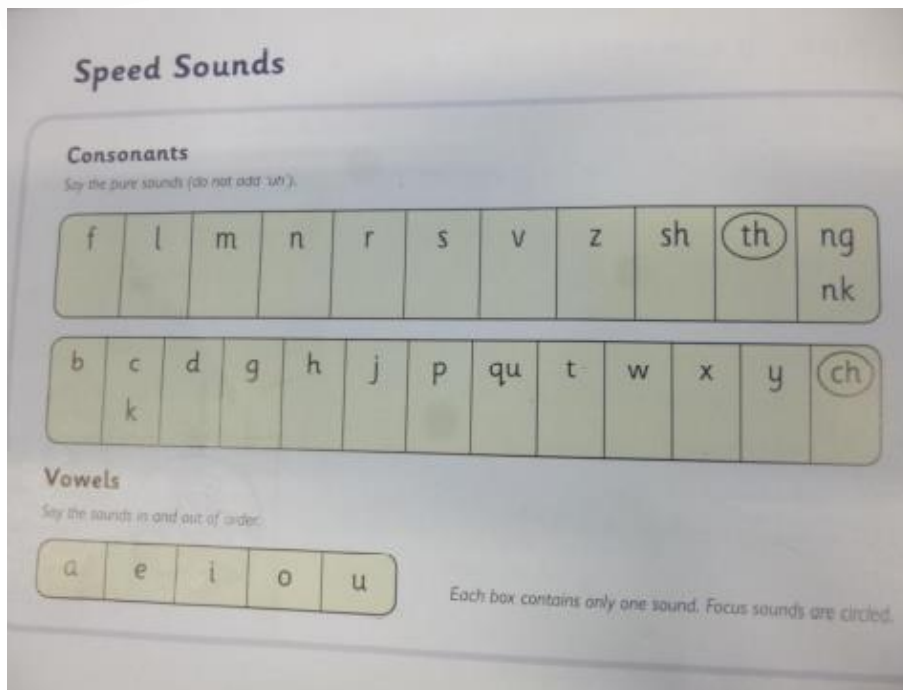 Speed Sounds
Consonants
Say the pure sounds (do not add 'uh').
f l m n r s v z sh th ng
nk
b c d g h j p qu t w x y ch
k
Vowels
Say the sounds in and out of order.
a e i o u
Each box contains only one sound. Focus sounds are circled.